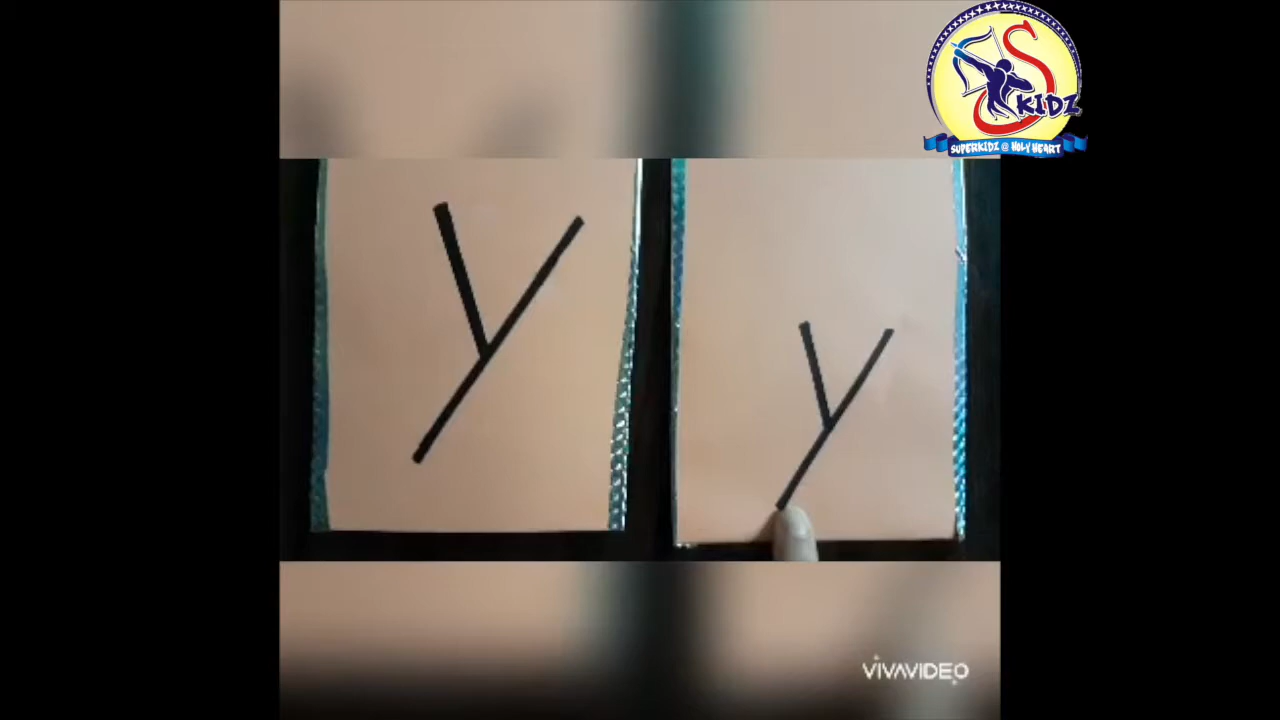 S
KIDZ
SUPERKIDZ @ HOLY HEART
y y
VIVAVIDEO